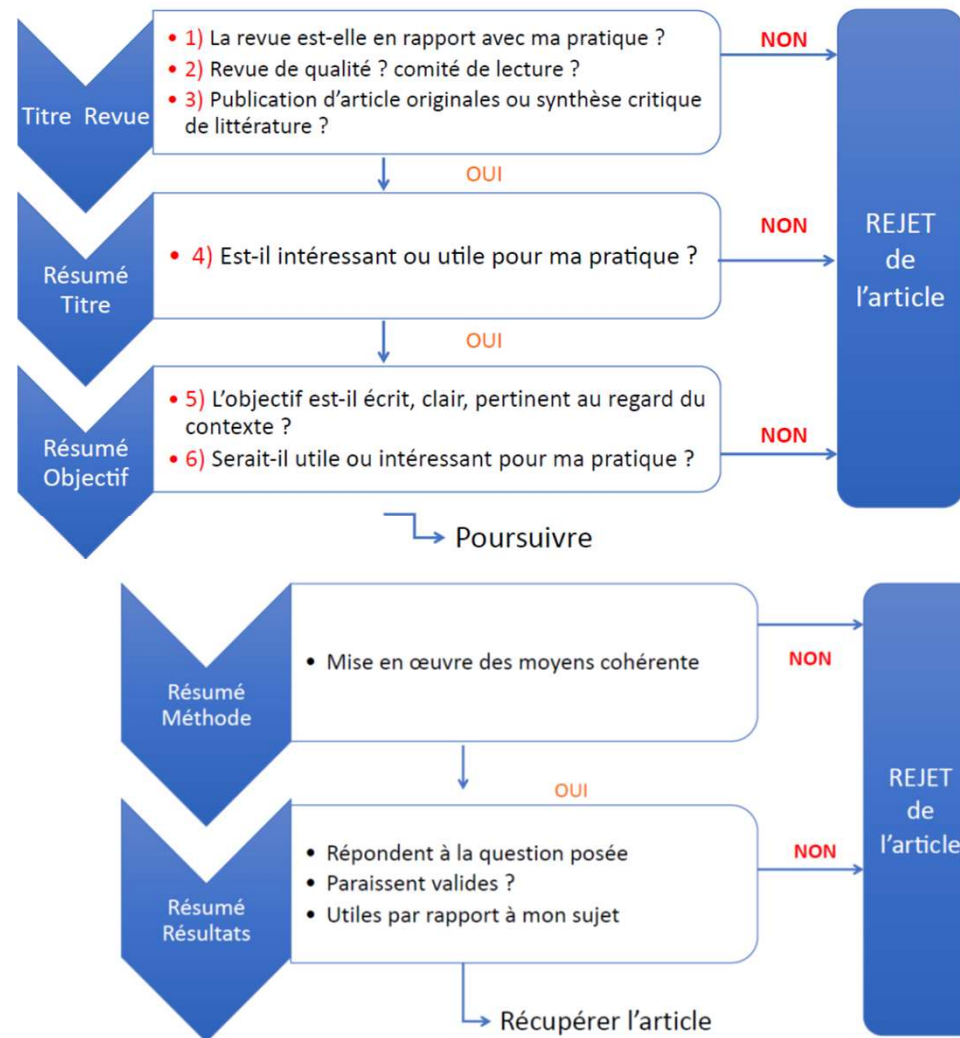 Titre Revue
• 1) La revue est-elle en rapport avec ma pratique ?
• 2) Revue de qualité ? comité de lecture ?
• 3) Publication d’article originales ou synthèse critique
de littérature ?
NON
OUI
Résumé
Titre
• 4) Est-il intéressant ou utile pour ma pratique ?
NON
REJET
de
l’article
OUI
Résumé
Objectif
• 5) L’objectif est-il écrit, clair, pertinent au regard du
contexte ?
• 6) Serait-il utile ou intéressant pour ma pratique ?
NON
Poursuivre
Résumé
Méthode
• Mise en œuvre des moyens cohérente
NON
OUI
REJET
de
l’article
Résumé
Résultats
• Répondent à la question posée
• Paraissent valides ?
• Utiles par rapport à mon sujet
NON
Récupérer l’article